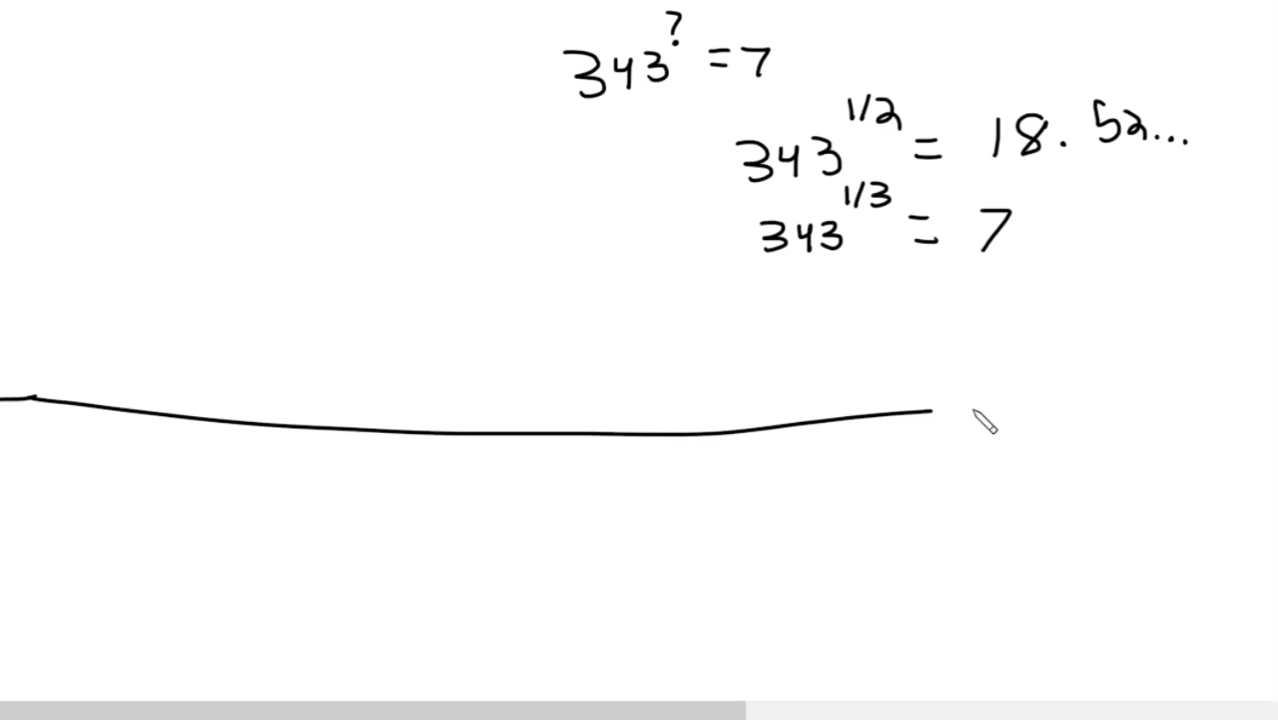 343^? = 7
343^1/2 = 18.52...
343^1/3 = 7